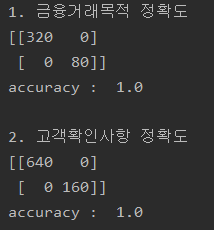 1. 금융거래목적 정확도
[[320   0]
 [  0  80]]
accuracy :  1.0

2. 고객확인사항 정확도
[[640   0]
 [  0 160]]
accuracy :  1.0